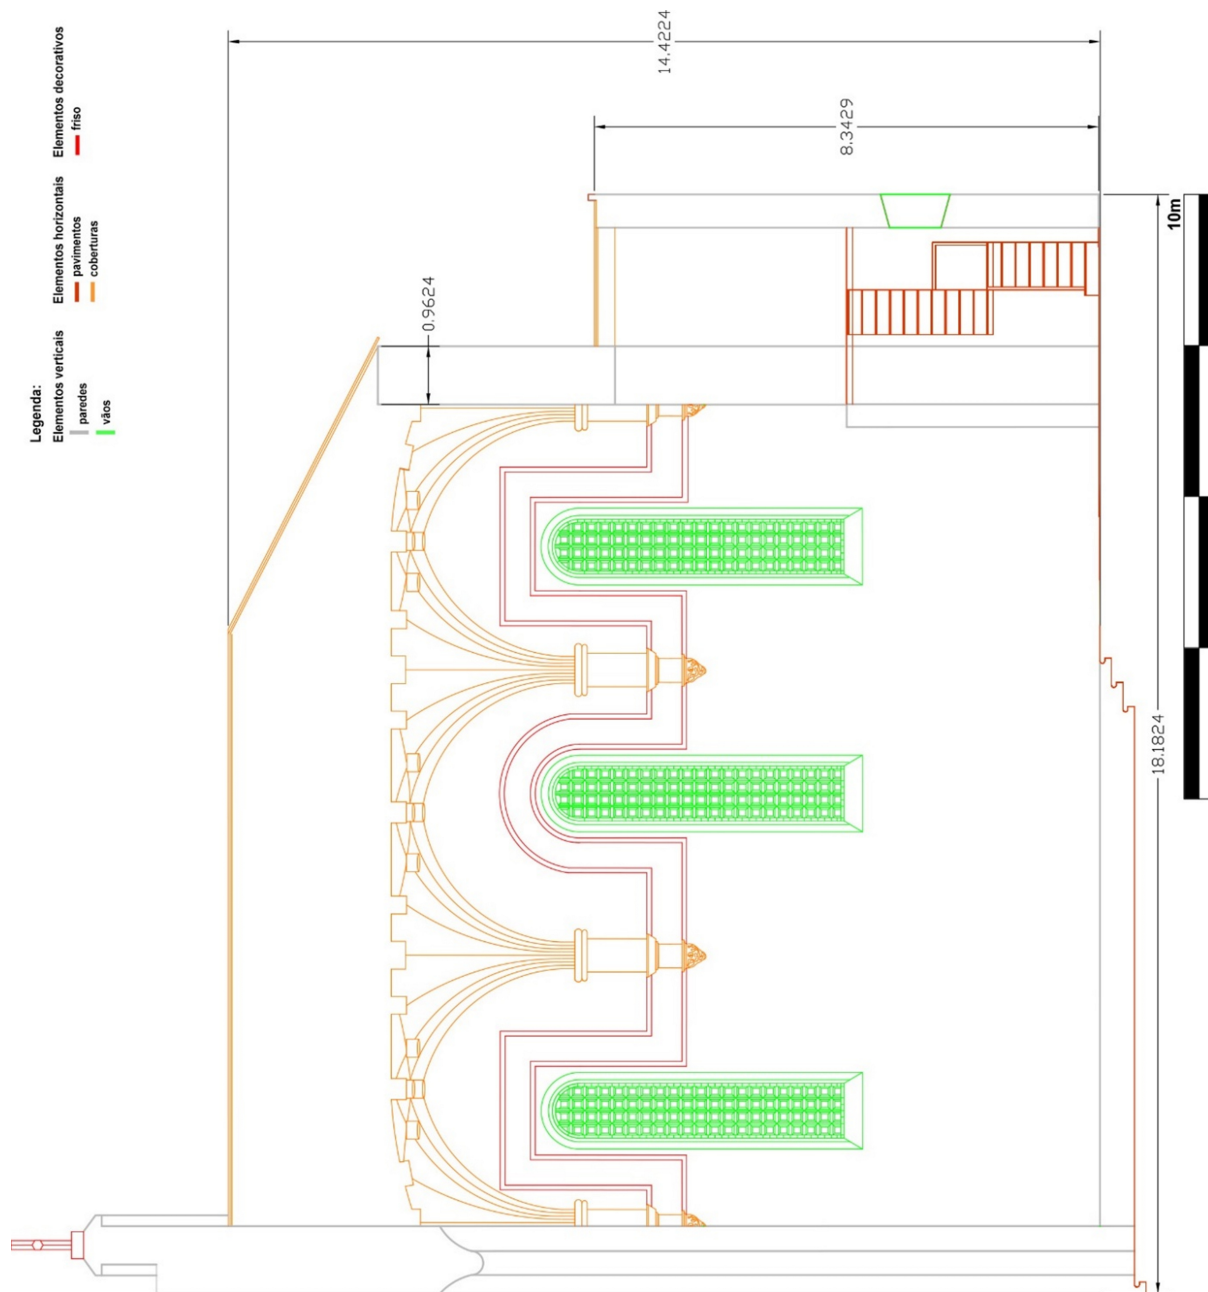 Legenda:
Elementos verticais
paredes
vãos
Elementos horizontais
pavimentos
coberturas
Elementos decorativos
friso
14.4224
8.3429
0.9624
18.1824
10m